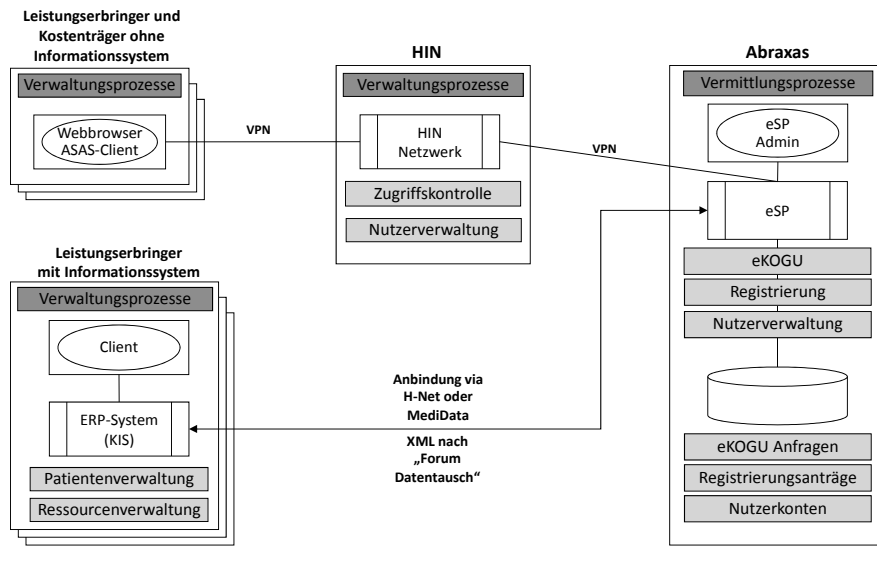 Leistungserbringer und
Kostenträger ohne
Informationssystem
Verwaltungsprozesse
Webbrowser
ASAS-Client
VPN
HIN
Verwaltungsprozesse
HIN
Netzwerk
Zugriffskontrolle
Nutzerverwaltung
VPN
Abraxas
Vermittlungsprozesse
eSP
Admin
eSP
eKOGU
Registrierung
Nutzerverwaltung
eKOGU Anfragen
Registrierungsanträge
Nutzerkonten
Leistungserbringer
mit Informationssystem
Verwaltungsprozesse
Client
ERP-System
(KIS)
Patientenverwaltung
Ressourcenverwaltung
Anbindung via
H-Net oder
MediData
XML nach
„Forum
Datentausch“